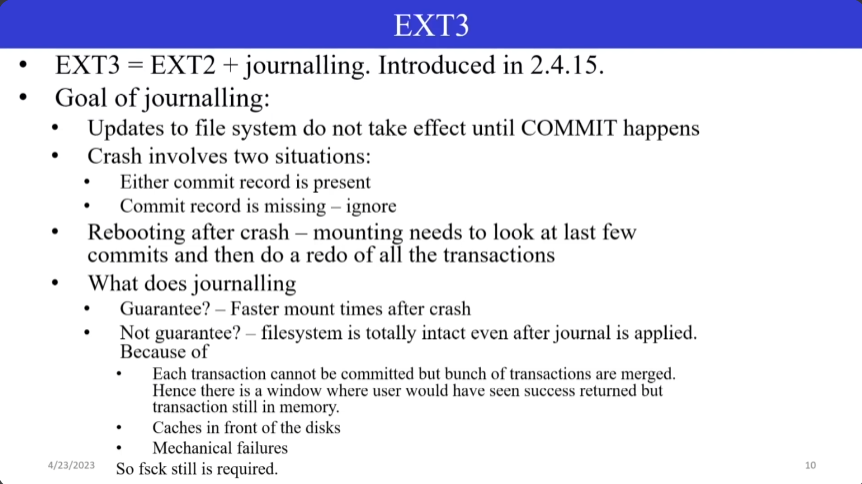 EXT3
• EXT3 = EXT2 + journalling. Introduced in 2.4.15.
• Goal of journalling:
• Updates to file system do not take effect until COMMIT happens
• Crash involves two situations:
• Either commit record is present
• Commit record is missing – ignore
• Rebooting after crash – mounting needs to look at last few
commits and then do a redo of all the transactions
• What does journalling
• Guarantee? – Faster mount times after crash
• Not guarantee? – filesystem is totally intact even after journal is applied.
Because of
• Each transaction cannot be committed but bunch of transactions are merged.
Hence there is a window where user would have seen success returned but
transaction still in memory.
• Caches in front of the disks
• Mechanical failures
So fsck still is required.
4/23/2023
10